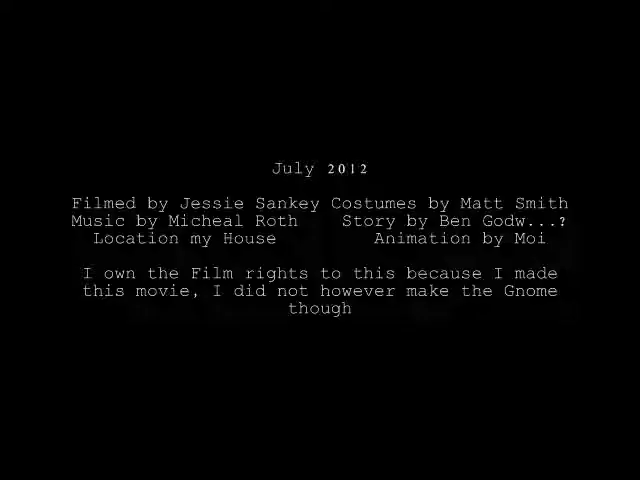 July 2012
Filmed by Jessie Sankey Costumes by Matt Smith
Music by Micheal Roth Story by Ben Godw...?
Location my House Animation by Moi
I own the Film rights to this because I made
this movie, I did not however make the Gnome
though